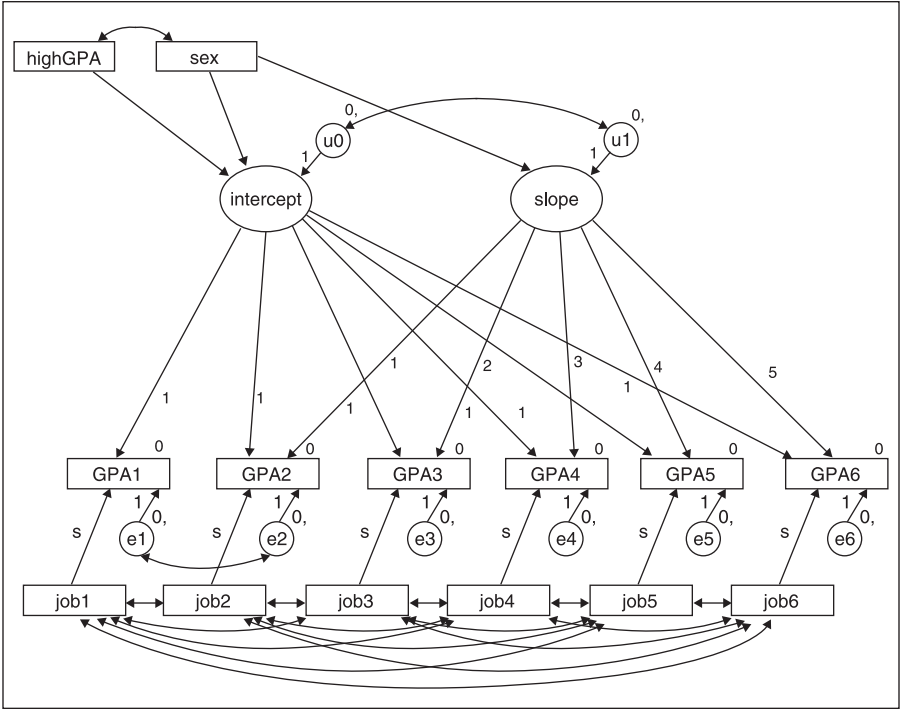 highGPA sex
0, 0,
u0 u1
1 1
intercept slope
1 2 3 4 5
1
1 1 1 1 1
0 0 0 0 0 0
GPA1 GPA2 GPA3 GPA4 GPA5 GPA6
1 1 1 1 1 1
0, 0, 0, 0, 0, 0,
s s s s s s
e1 e2 e3 e4 e5 e6
job1 job2 job3 job4 job5 job6